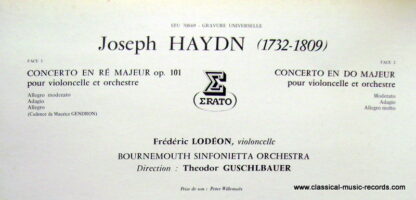 STU 70869 - GRAVURE UNIVERSELLE
Joseph HAYDN (1732-1809)
FACE 1
CONCERTO EN RÉ MAJEUR op. 101
pour violoncelle et orchestre
Allegro moderato
Adagio
Allegro
(Cadence de Maurice GENDRON)
Σ
ERATO
FACE 2
CONCERTO EN DO MAJEUR
pour violoncelle et orchestre
Moderato
Adagio
Allegro molto
Frédéric LODÉON, violoncelle
BOURNEMOUTH SINFONIETTA ORCHESTRA
Direction : Theodor GUSCHLBAUER
Prise de son : Peter Willemoës
www.classical-music-records.com